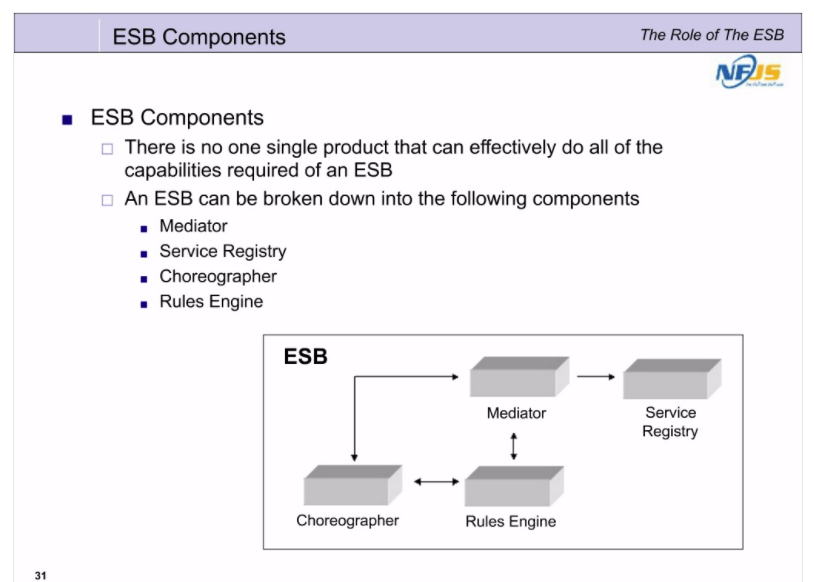 ESB Components
The Role of The ESB
NFJS
ESB Components
There is no one single product that can effectively do all of the
capabilities required of an ESB
An ESB can be broken down into the following components
Mediator
Service Registry
Choreographer
Rules Engine
ESB
Mediator
Service
Registry
Choreographer
Rules Engine
31